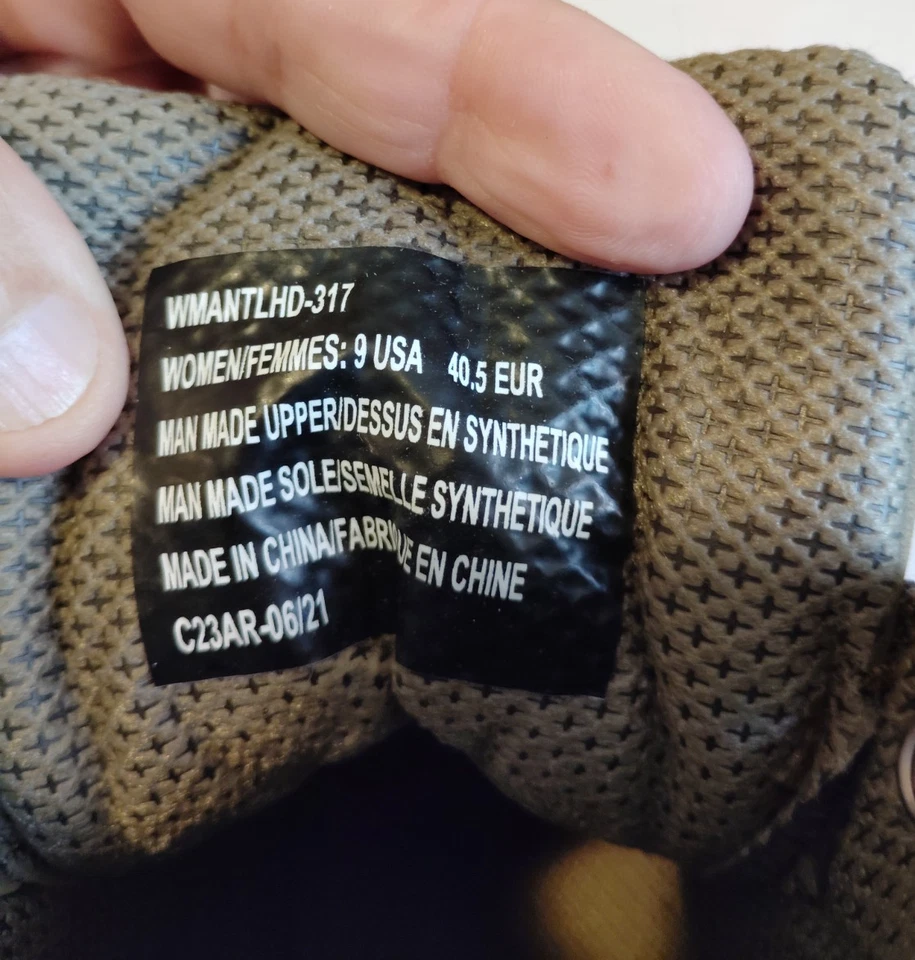 WMANTLHD-317
WOMEN/FEMMES: 9 USA 40.5 EUR
MAN MADE UPPER/DESSUS EN SYNTHETIQUE
MAN MADE SOLE/SEMELLE SYNTHETIQUE
MADE IN CHINA/FABRIQUE EN CHINE
C23AR-06/21